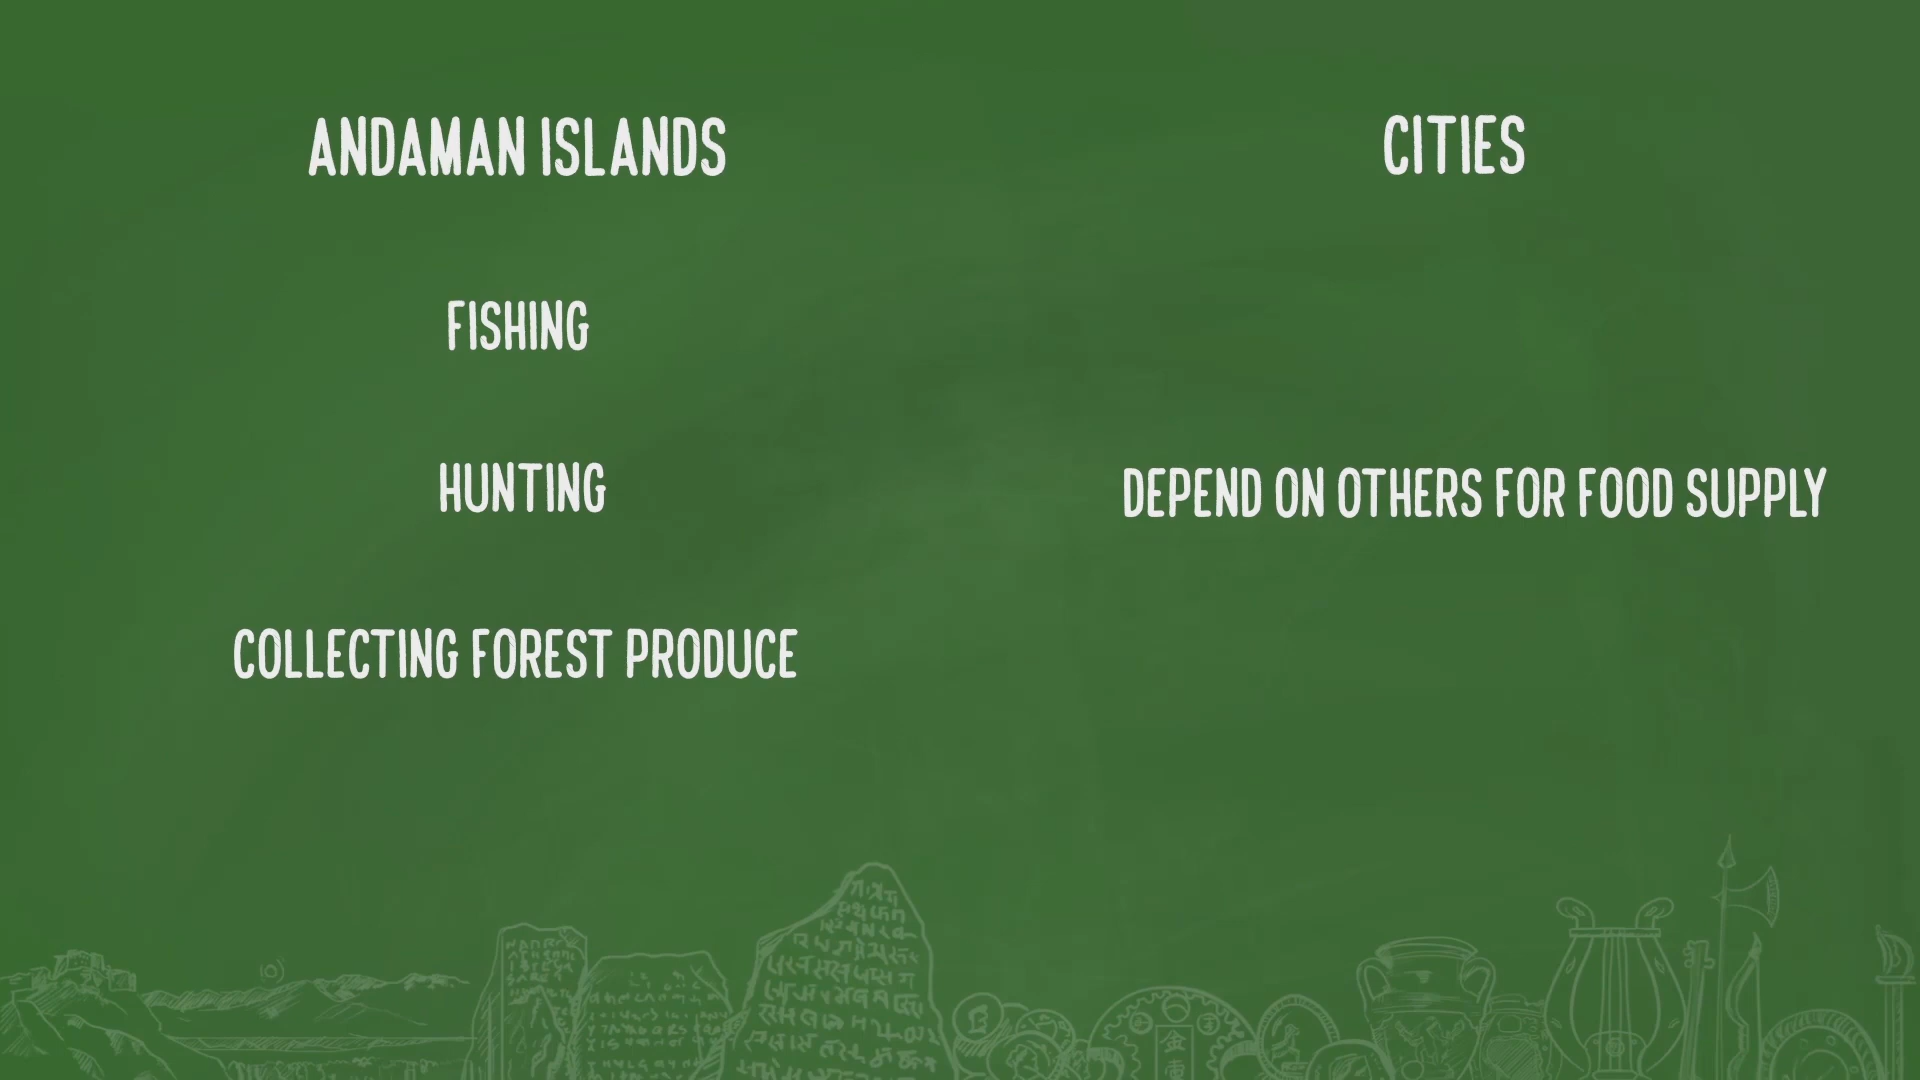 ANDAMAN ISLANDS
FISHING
HUNTING
COLLECTING FOREST PRODUCE
CITIES
DEPEND ON OTHERS FOR FOOD SUPPLY